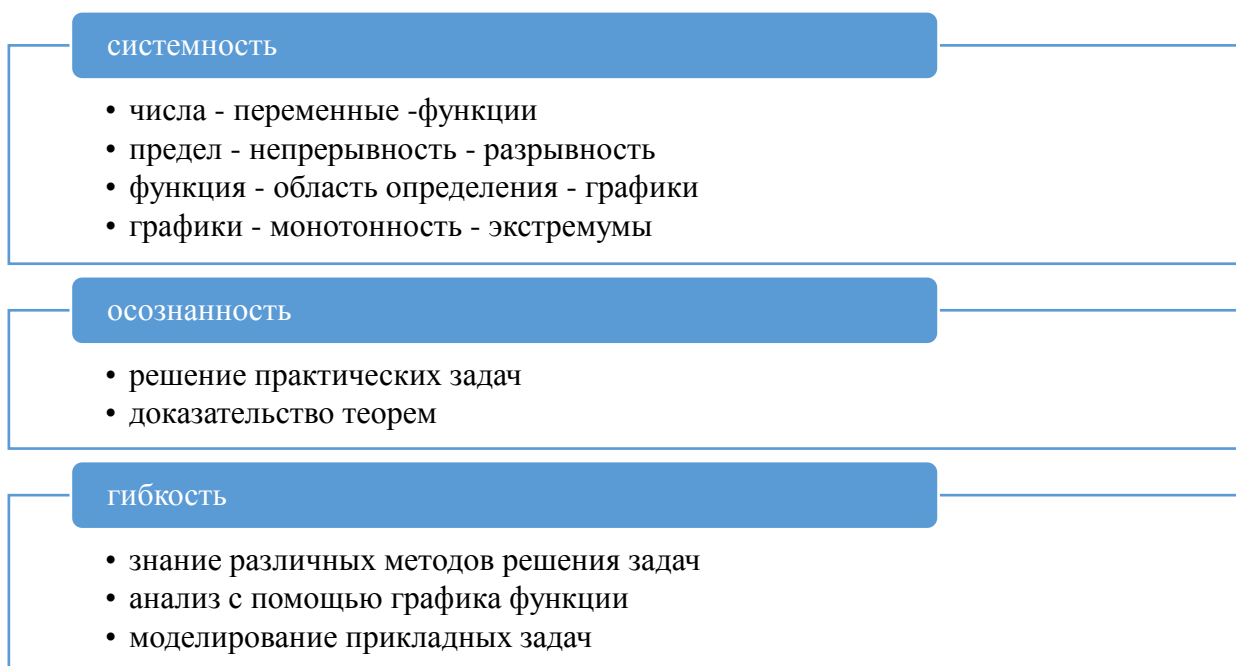 системность
• числа - переменные -функции
• предел - непрерывность - разрывность
• функция - область определения - графики
• графики - монотонность - экстремумы
осознанность
• решение практических задач
• доказательство теорем
гибкость
• знание различных методов решения задач
• анализ с помощью графика функции
• моделирование прикладных задач